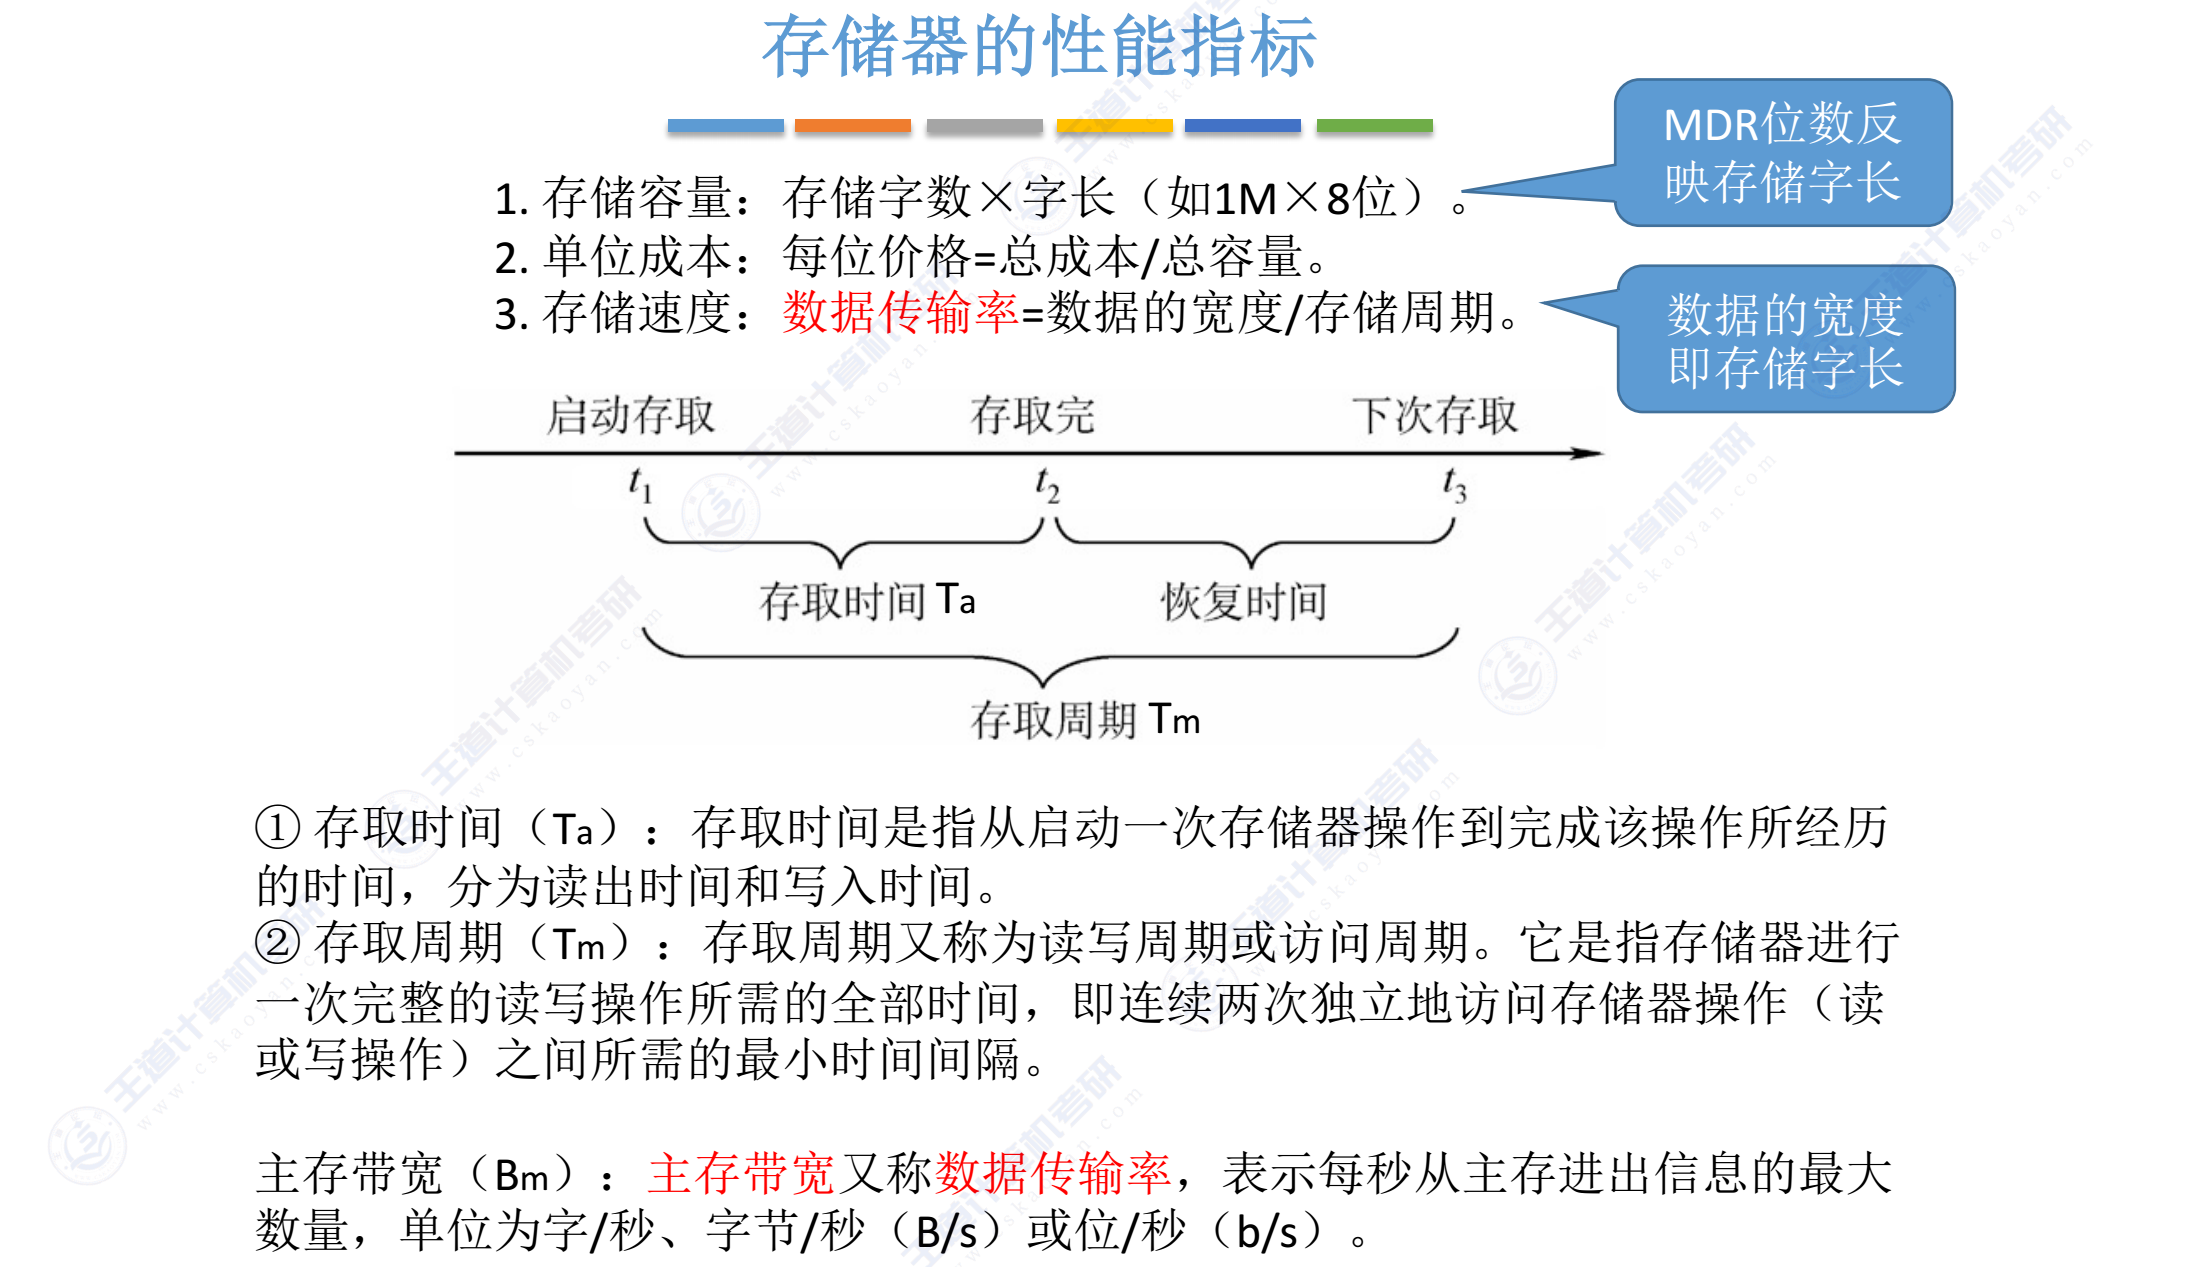 存储器的性能指标
MDR位数反
映存储字长
1. 存储容量：存储字数×字长（如1M×8位）。
2. 单位成本：每位价格=总成本/总容量。
3. 存储速度：数据传输率=数据的宽度/存储周期。
数据的宽度
即存储字长
启动存取 存取完 下次存取
t1 t2 t3
存取时间 Ta 恢复时间
存取周期 Tm
① 存取时间（Ta）：存取时间是指从启动一次存储器操作到完成该操作所经历
的时间，分为读出时间和写入时间。
② 存取周期（Tm）：存取周期又称为读写周期或访问周期。它是指存储器进行
一次完整的读写操作所需的全部时间，即连续两次独立地访问存储器操作（读
或写操作）之间所需的最小时间间隔。
主存带宽（Bm）：主存带宽又称数据传输率，表示每秒从主存进出信息的最大
数量，单位为字/秒、字节/秒（B/s）或位/秒（b/s）。
王道计算机考研
www.cskaoyan.com